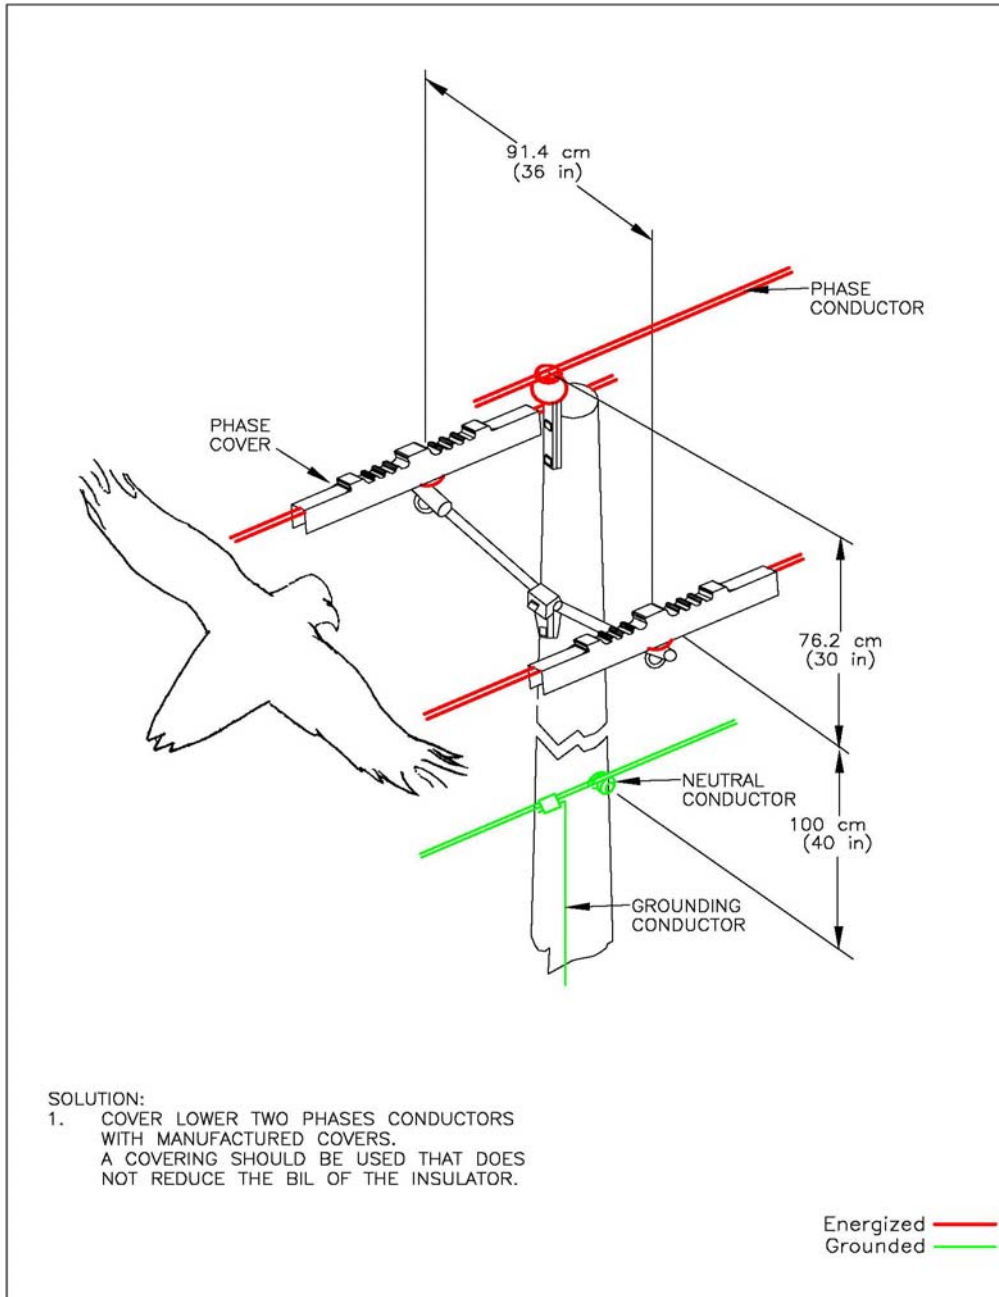 91.4 cm
(36 in)
PHASE
CONDUCTOR
PHASE
COVER
76.2 cm
(30 in)
NEUTRAL
CONDUCTOR
100 cm
(40 in)
GROUNDING
CONDUCTOR
SOLUTION:
1. COVER LOWER TWO PHASES CONDUCTORS
WITH MANUFACTURED COVERS.
A COVERING SHOULD BE USED THAT DOES
NOT REDUCE THE BIL OF THE INSULATOR.
Energized
Grounded